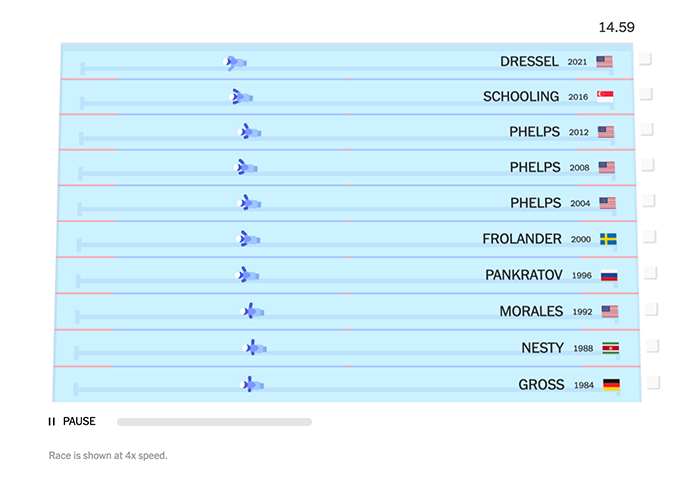 14.59
DRESSEL 2021
SCHOOLING 2016
PHELPS 2012
PHELPS 2008
PHELPS 2004
FROLANDER 2000
PANKRATOV 1996
MORALES 1992
NESTY 1988
GROSS 1984
PAUSE
Race is shown at 4x speed.